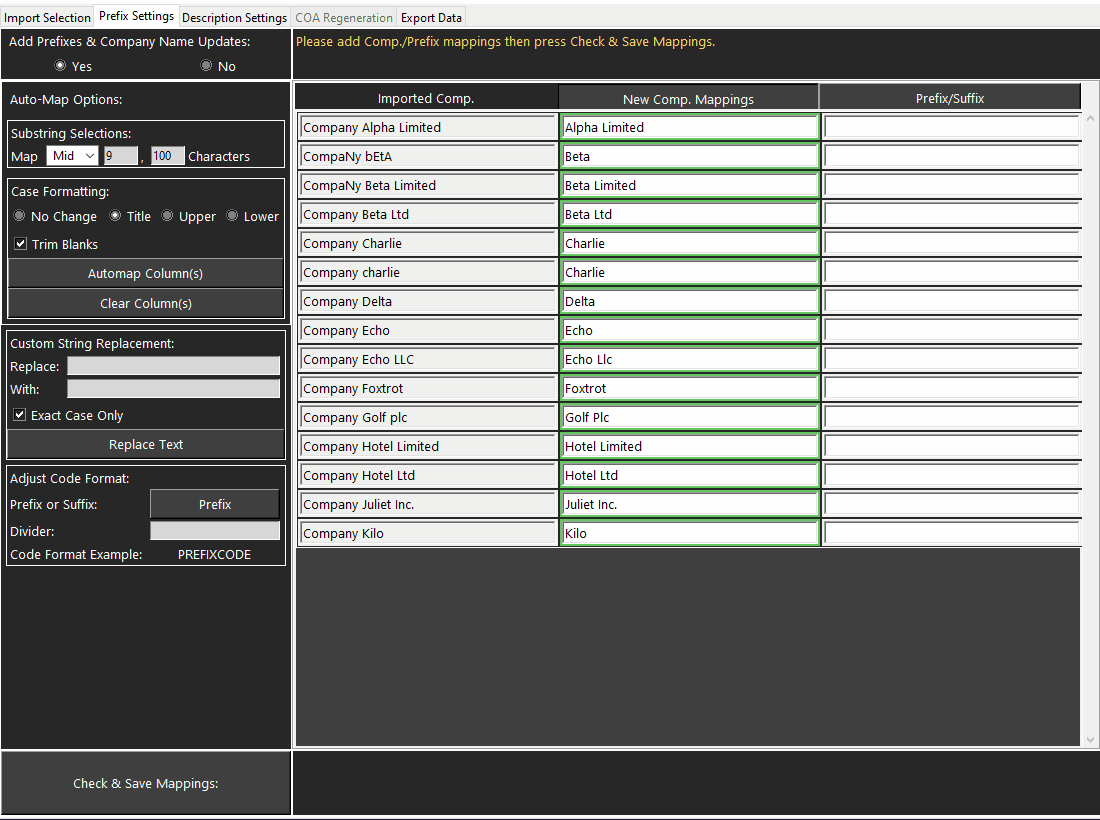 Import Selection Prefix Settings Description Settings COA Regeneration Export Data
Add Prefixes & Company Name Updates:
Yes No
Please add Comp./Prefix mappings then press Check & Save Mappings.
Auto-Map Options:
Substring Selections:
Map Mid 9 , 100 Characters
Case Formatting:
No Change Title Upper Lower
Trim Blanks
Automap Column(s)
Clear Column(s)
Custom String Replacement:
Replace:
With:
Exact Case Only
Replace Text
Adjust Code Format:
Prefix or Suffix: Prefix
Divider:
Code Format Example: PREFIXCODE
Check & Save Mappings:
Imported Comp. New Comp. Mappings Prefix/Suffix
Company Alpha Limited Alpha Limited
CompaNy bEtA Beta
CompaNy Beta Limited Beta Limited
Company Beta Ltd Beta Ltd
Company Charlie Charlie
Company charlie Charlie
Company Delta Delta
Company Echo Echo
Company Echo LLC Echo Llc
Company Foxtrot Foxtrot
Company Golf plc Golf Plc
Company Hotel Limited Hotel Limited
Company Hotel Ltd Hotel Ltd
Company Juliet Inc. Juliet Inc.
Company Kilo Kilo